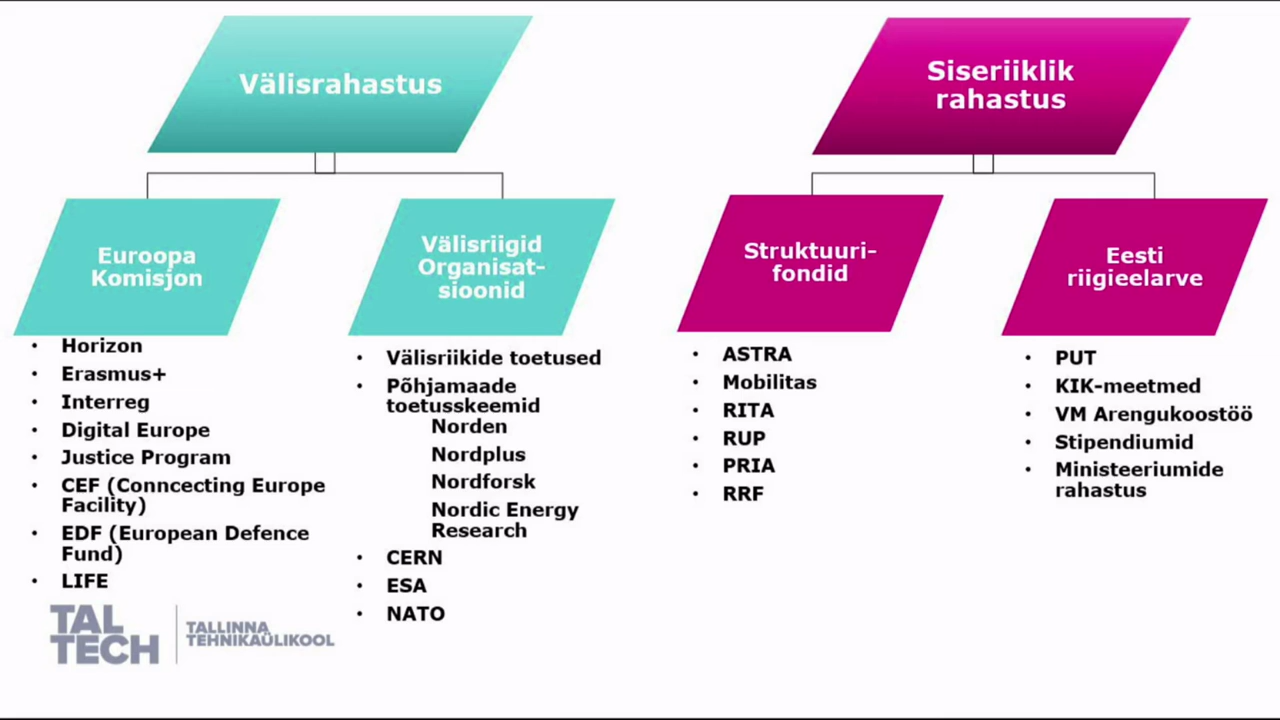 Välisrahastus
Euroopa
Komisjon
• Horizon
• Erasmus+
• Interreg
• Digital Europe
• Justice Program
• CEF (Conncecting Europe
Facility)
• EDF (European Defence
Fund)
• LIFE
Välisriigid
Organisat-
sioonid
• Välisriikide toetused
• Põhjamaade
toetusskeemid
Norden
Nordplus
Nordforsk
Nordic Energy
Research
• CERN
• ESA
• NATO
Siseriiklik
rahastus
Struktuuri-
fondid
• ASTRA
• Mobilitas
• RITA
• RUP
• PRIA
• RRF
Eesti
riigieelarve
• PUT
• KIK-meetmed
• VM Arengukoostöö
• Stipendiumid
• Ministeeriumide
rahastus
TAL
TECH
TALLINNA
TEHNIKAÜLIKOOL